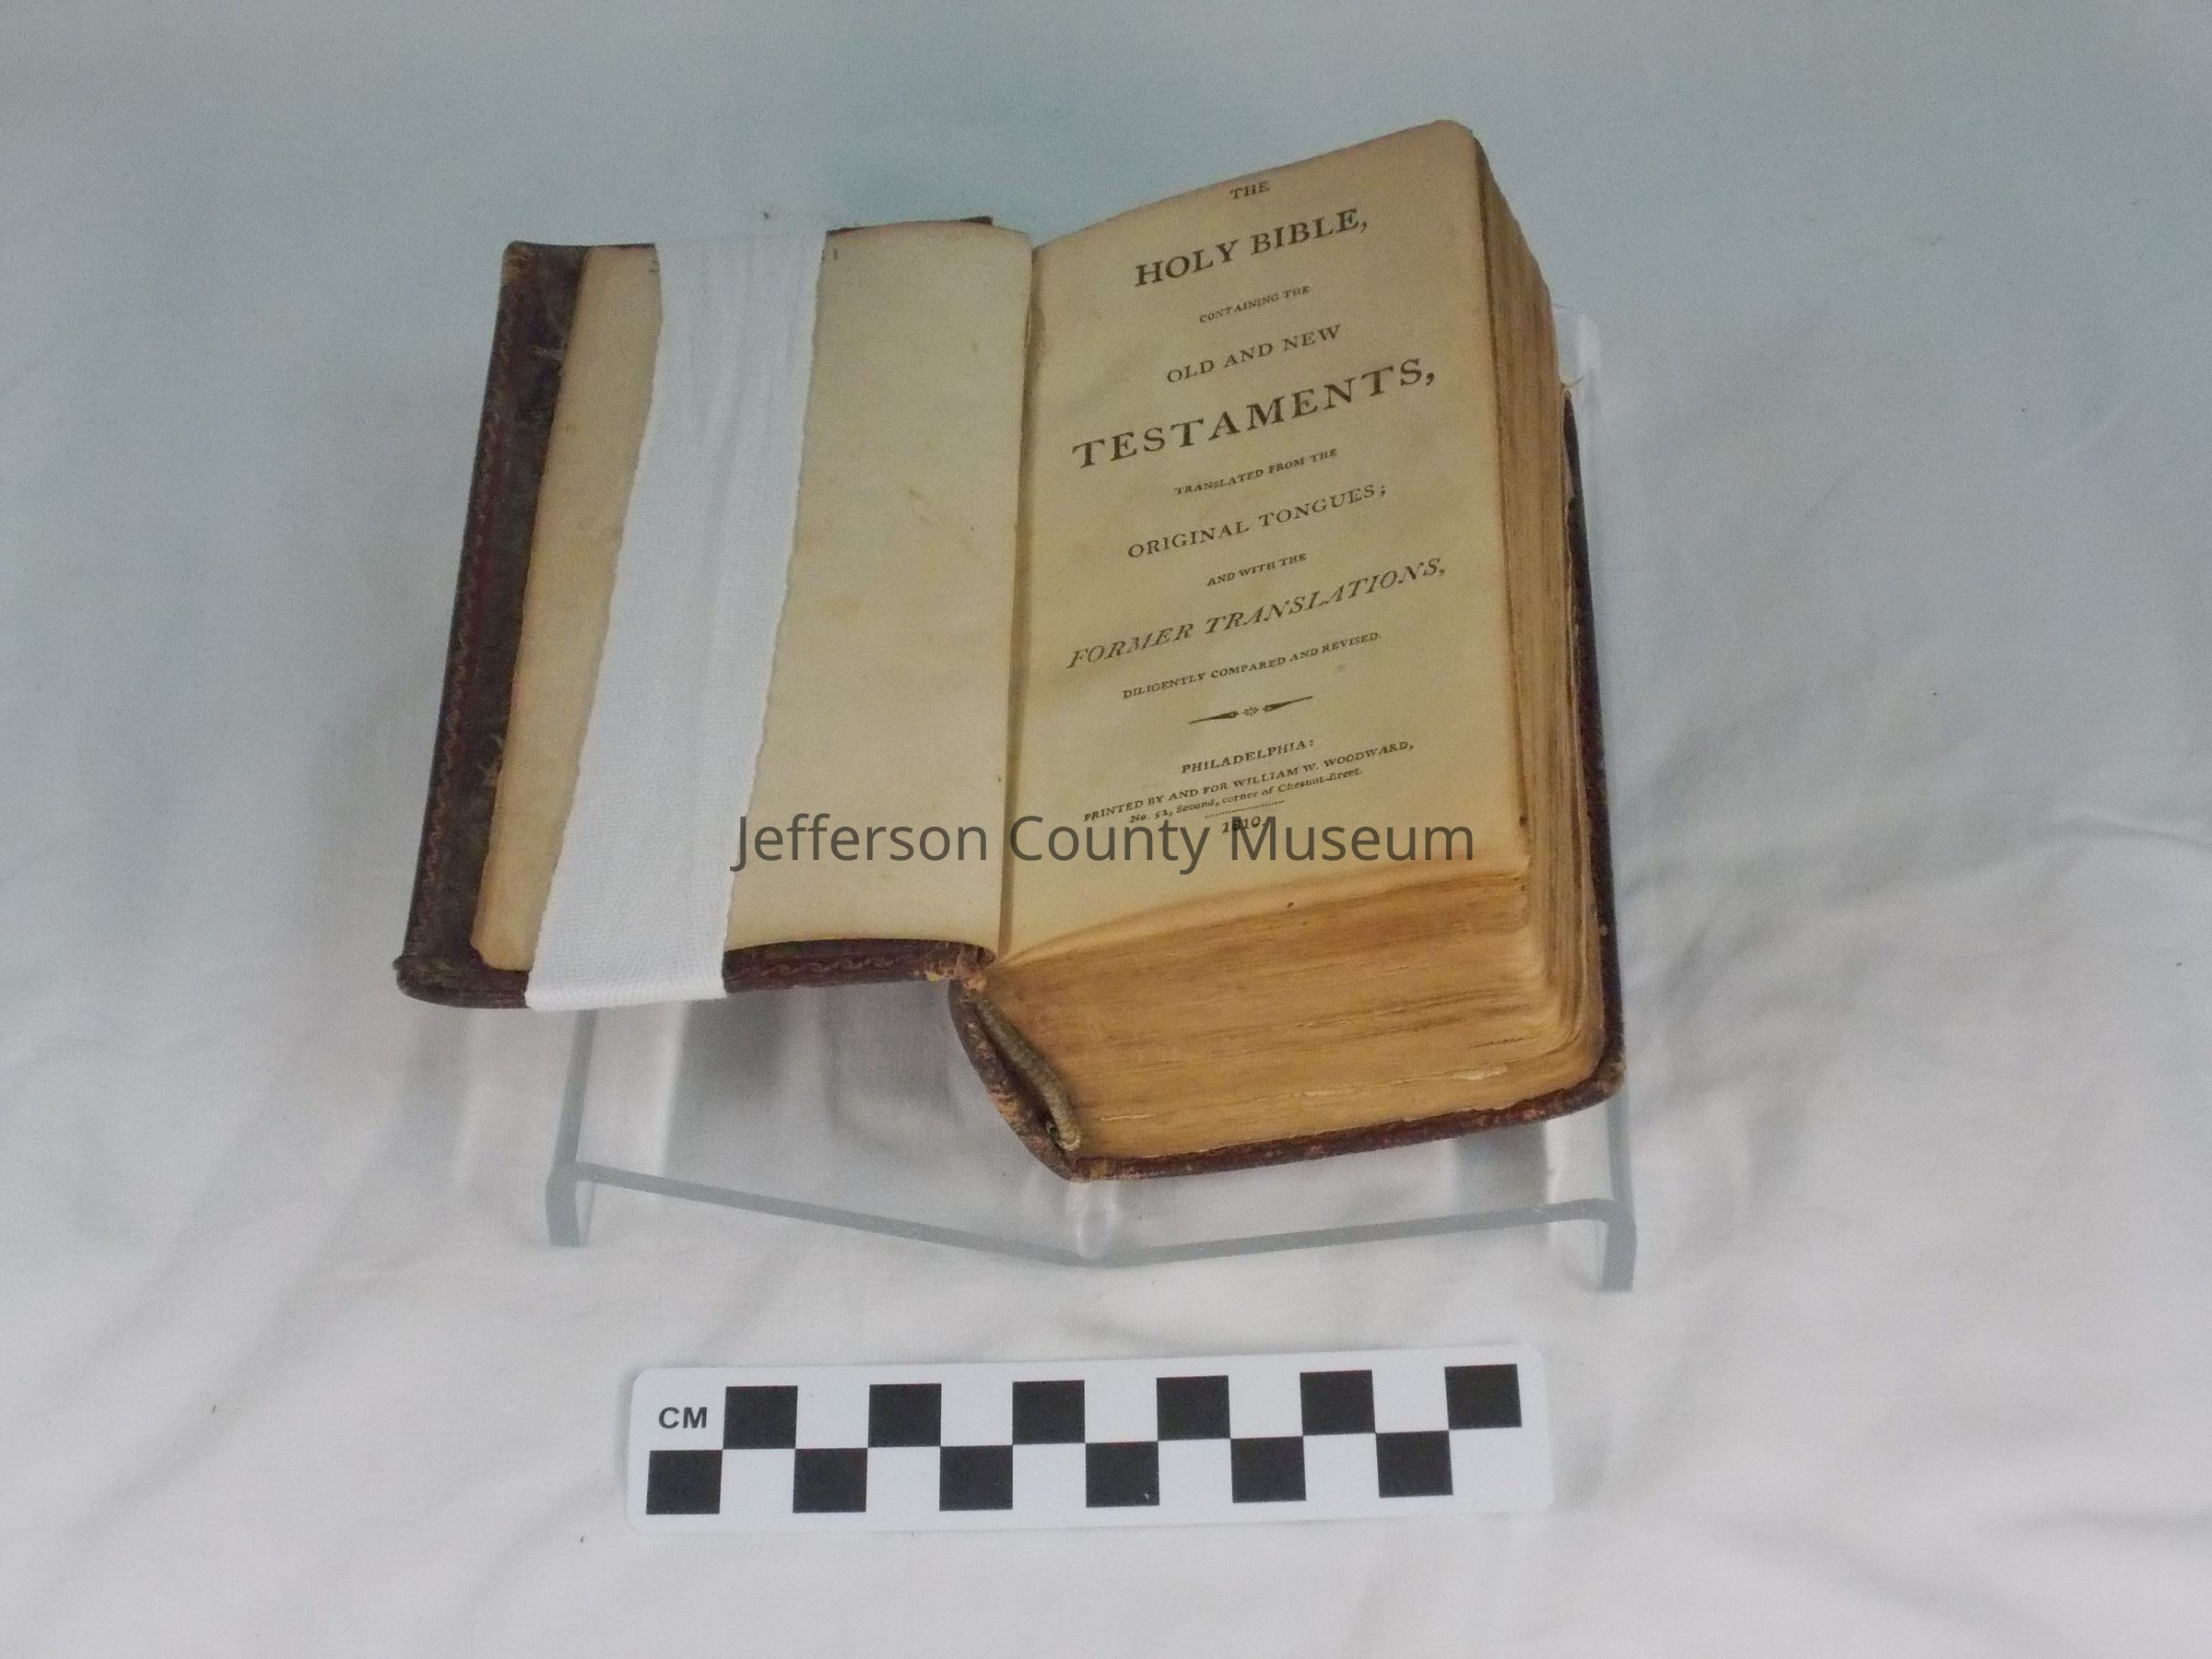 THE
HOLY BIBLE,
CONTAINING THE
OLD AND NEW
TESTAMENTS,
TRANSLATED FROM THE
ORIGINAL TONGUES;
AND WITH THE
FORMER TRANSLATIONS,
DILIGENTLY COMPARED AND REVISED.
PHILADELPHIA:
PRINTED BY AND FOR WILLIAM W. WOODWARD,
No. 52, Second, corner of Chesnut-street.
1810.
Jefferson County Museum
CM